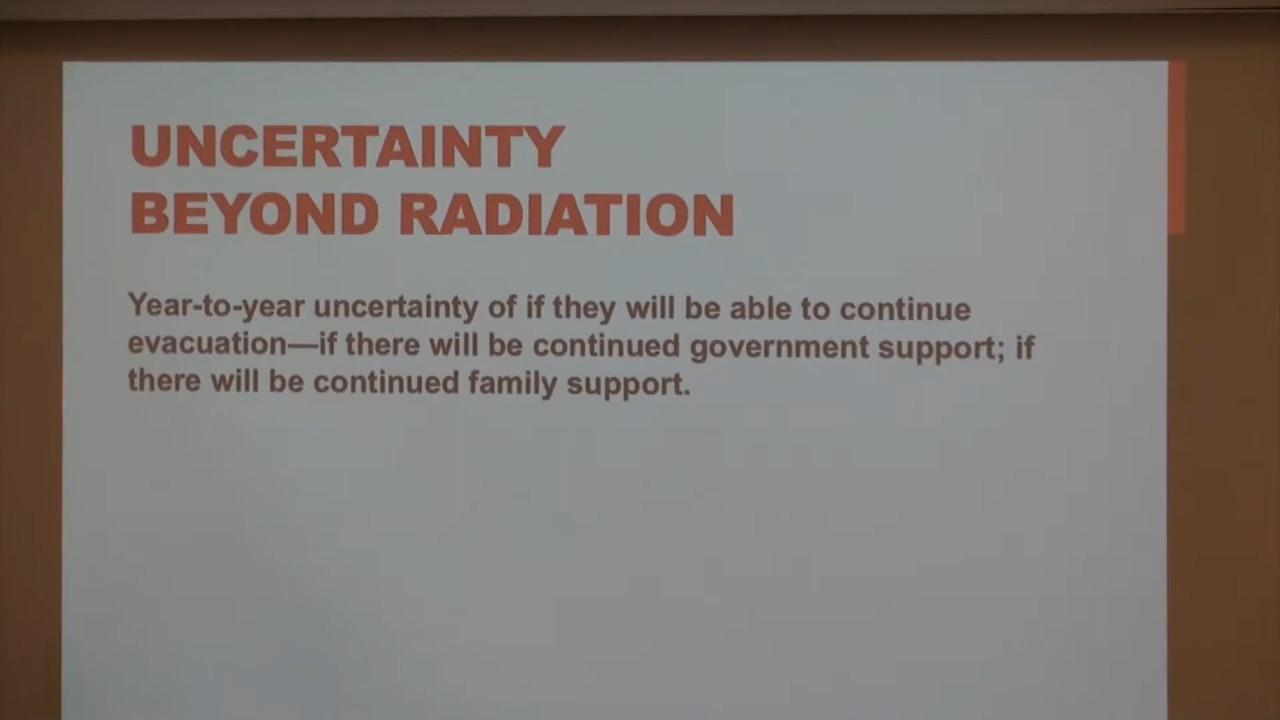 UNCERTAINTY
BEYOND RADIATION
Year-to-year uncertainty of if they will be able to continue
evacuation—if there will be continued government support; if
there will be continued family support.